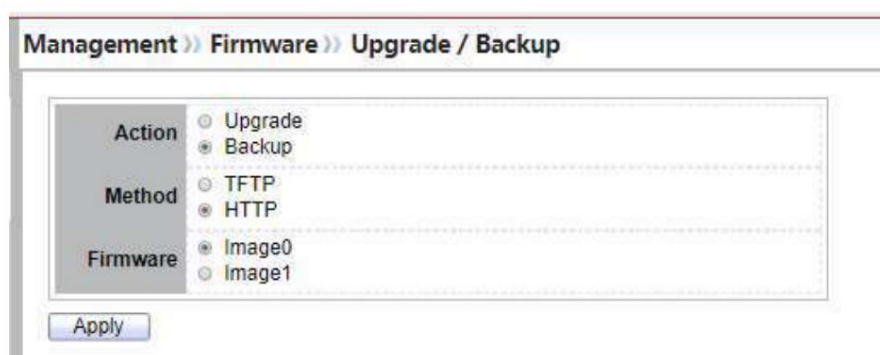 Management » Firmware » Upgrade / Backup
Action
Upgrade
Backup
Method
TFTP
HTTP
Firmware
Image0
Image1
Apply